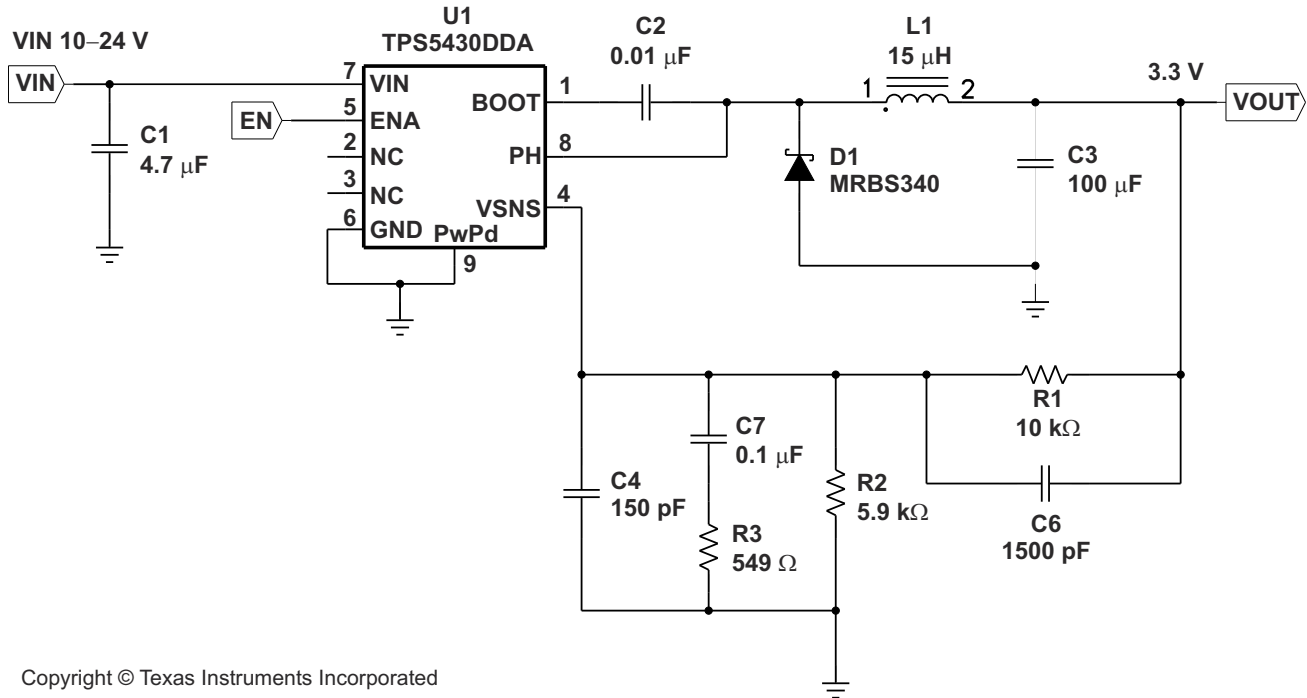 U1
TPS5430DDA
VIN 10–24 V
VIN
EN
C1
4.7 μF
7
5
2
3
6
VIN
ENA
NC
NC
GND
BOOT
PH
VSNS
PwPd
1
8
4
9
C2
0.01 μF
L1
15 μH
1
2
3.3 V
VOUT
D1
MRBS340
C3
100 μF
R1
10 kΩ
C7
0.1 μF
C4
150 pF
R2
5.9 kΩ
C6
1500 pF
R3
549 Ω
Copyright © Texas Instruments Incorporated